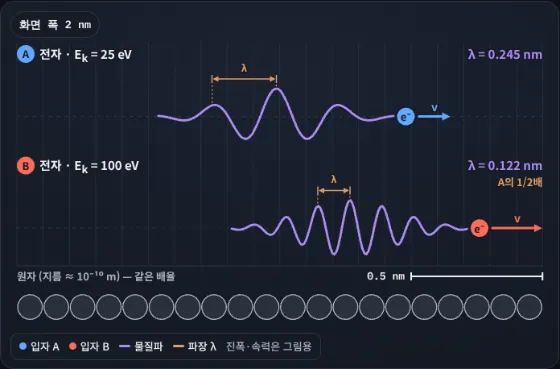 화면 폭 2 nm
A 전자 · Eₖ = 25 eV
λ = 0.245 nm
λ
e⁻
v
B 전자 · Eₖ = 100 eV
λ = 0.122 nm
A의 1/2배
λ
e⁻
v
원자 (지름 ≈ 10⁻¹⁰ m) — 같은 배율
0.5 nm
입자 A 입자 B 물질파 파장 λ 진폭·속력은 그림용